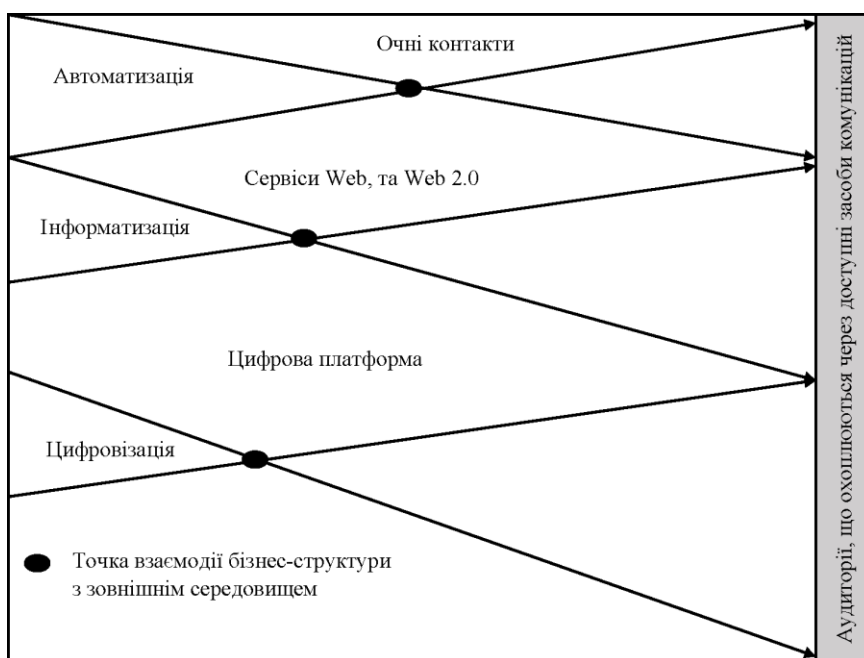 Очні контакти
Автоматизація
Сервіси Web, та Web 2.0
Інформатизація
Цифрова платформа
Цифровізація
Точка взаємодії бізнес-структури
з зовнішнім середовищем
Аудиторії, що охоплюються через доступні засоби комунікацій